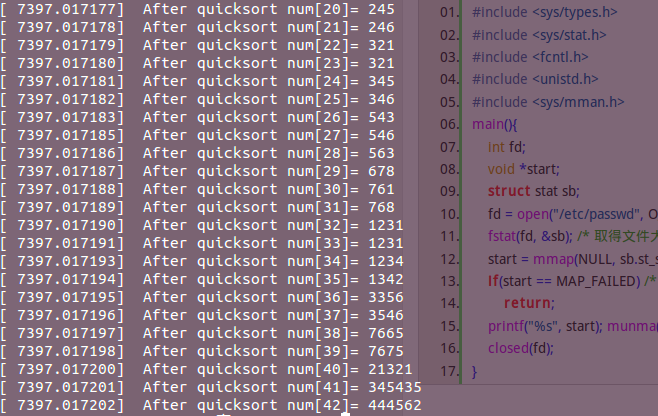 [ 7397.017177]  After quicksort num[20]= 245
[ 7397.017178]  After quicksort num[21]= 246
[ 7397.017179]  After quicksort num[22]= 321
[ 7397.017180]  After quicksort num[23]= 321
[ 7397.017181]  After quicksort num[24]= 345
[ 7397.017182]  After quicksort num[25]= 346
[ 7397.017183]  After quicksort num[26]= 543
[ 7397.017185]  After quicksort num[27]= 546
[ 7397.017186]  After quicksort num[28]= 563
[ 7397.017187]  After quicksort num[29]= 678
[ 7397.017188]  After quicksort num[30]= 761
[ 7397.017189]  After quicksort num[31]= 768
[ 7397.017190]  After quicksort num[32]= 1231
[ 7397.017191]  After quicksort num[33]= 1231
[ 7397.017193]  After quicksort num[34]= 1234
[ 7397.017194]  After quicksort num[35]= 1342
[ 7397.017195]  After quicksort num[36]= 3356
[ 7397.017196]  After quicksort num[37]= 3546
[ 7397.017197]  After quicksort num[38]= 7665
[ 7397.017198]  After quicksort num[39]= 7675
[ 7397.017200]  After quicksort num[40]= 21321
[ 7397.017201]  After quicksort num[41]= 345435
[ 7397.017202]  After quicksort num[42]= 444562
01. #include <sys/types.h>
02. #include <sys/stat.h>
03. #include <fcntl.h>
04. #include <unistd.h>
05. #include <sys/mman.h>
06. main(){
07. int fd;
08. void *start;
09. struct stat sb;
10. fd = open("/etc/passwd", O
11. fstat(fd, &sb); /* 取得文件大
12. start = mmap(NULL, sb.st_s
13. if(start == MAP_FAILED) /*
14. return;
15. printf("%s", start); munma
16. closed(fd);
17. }